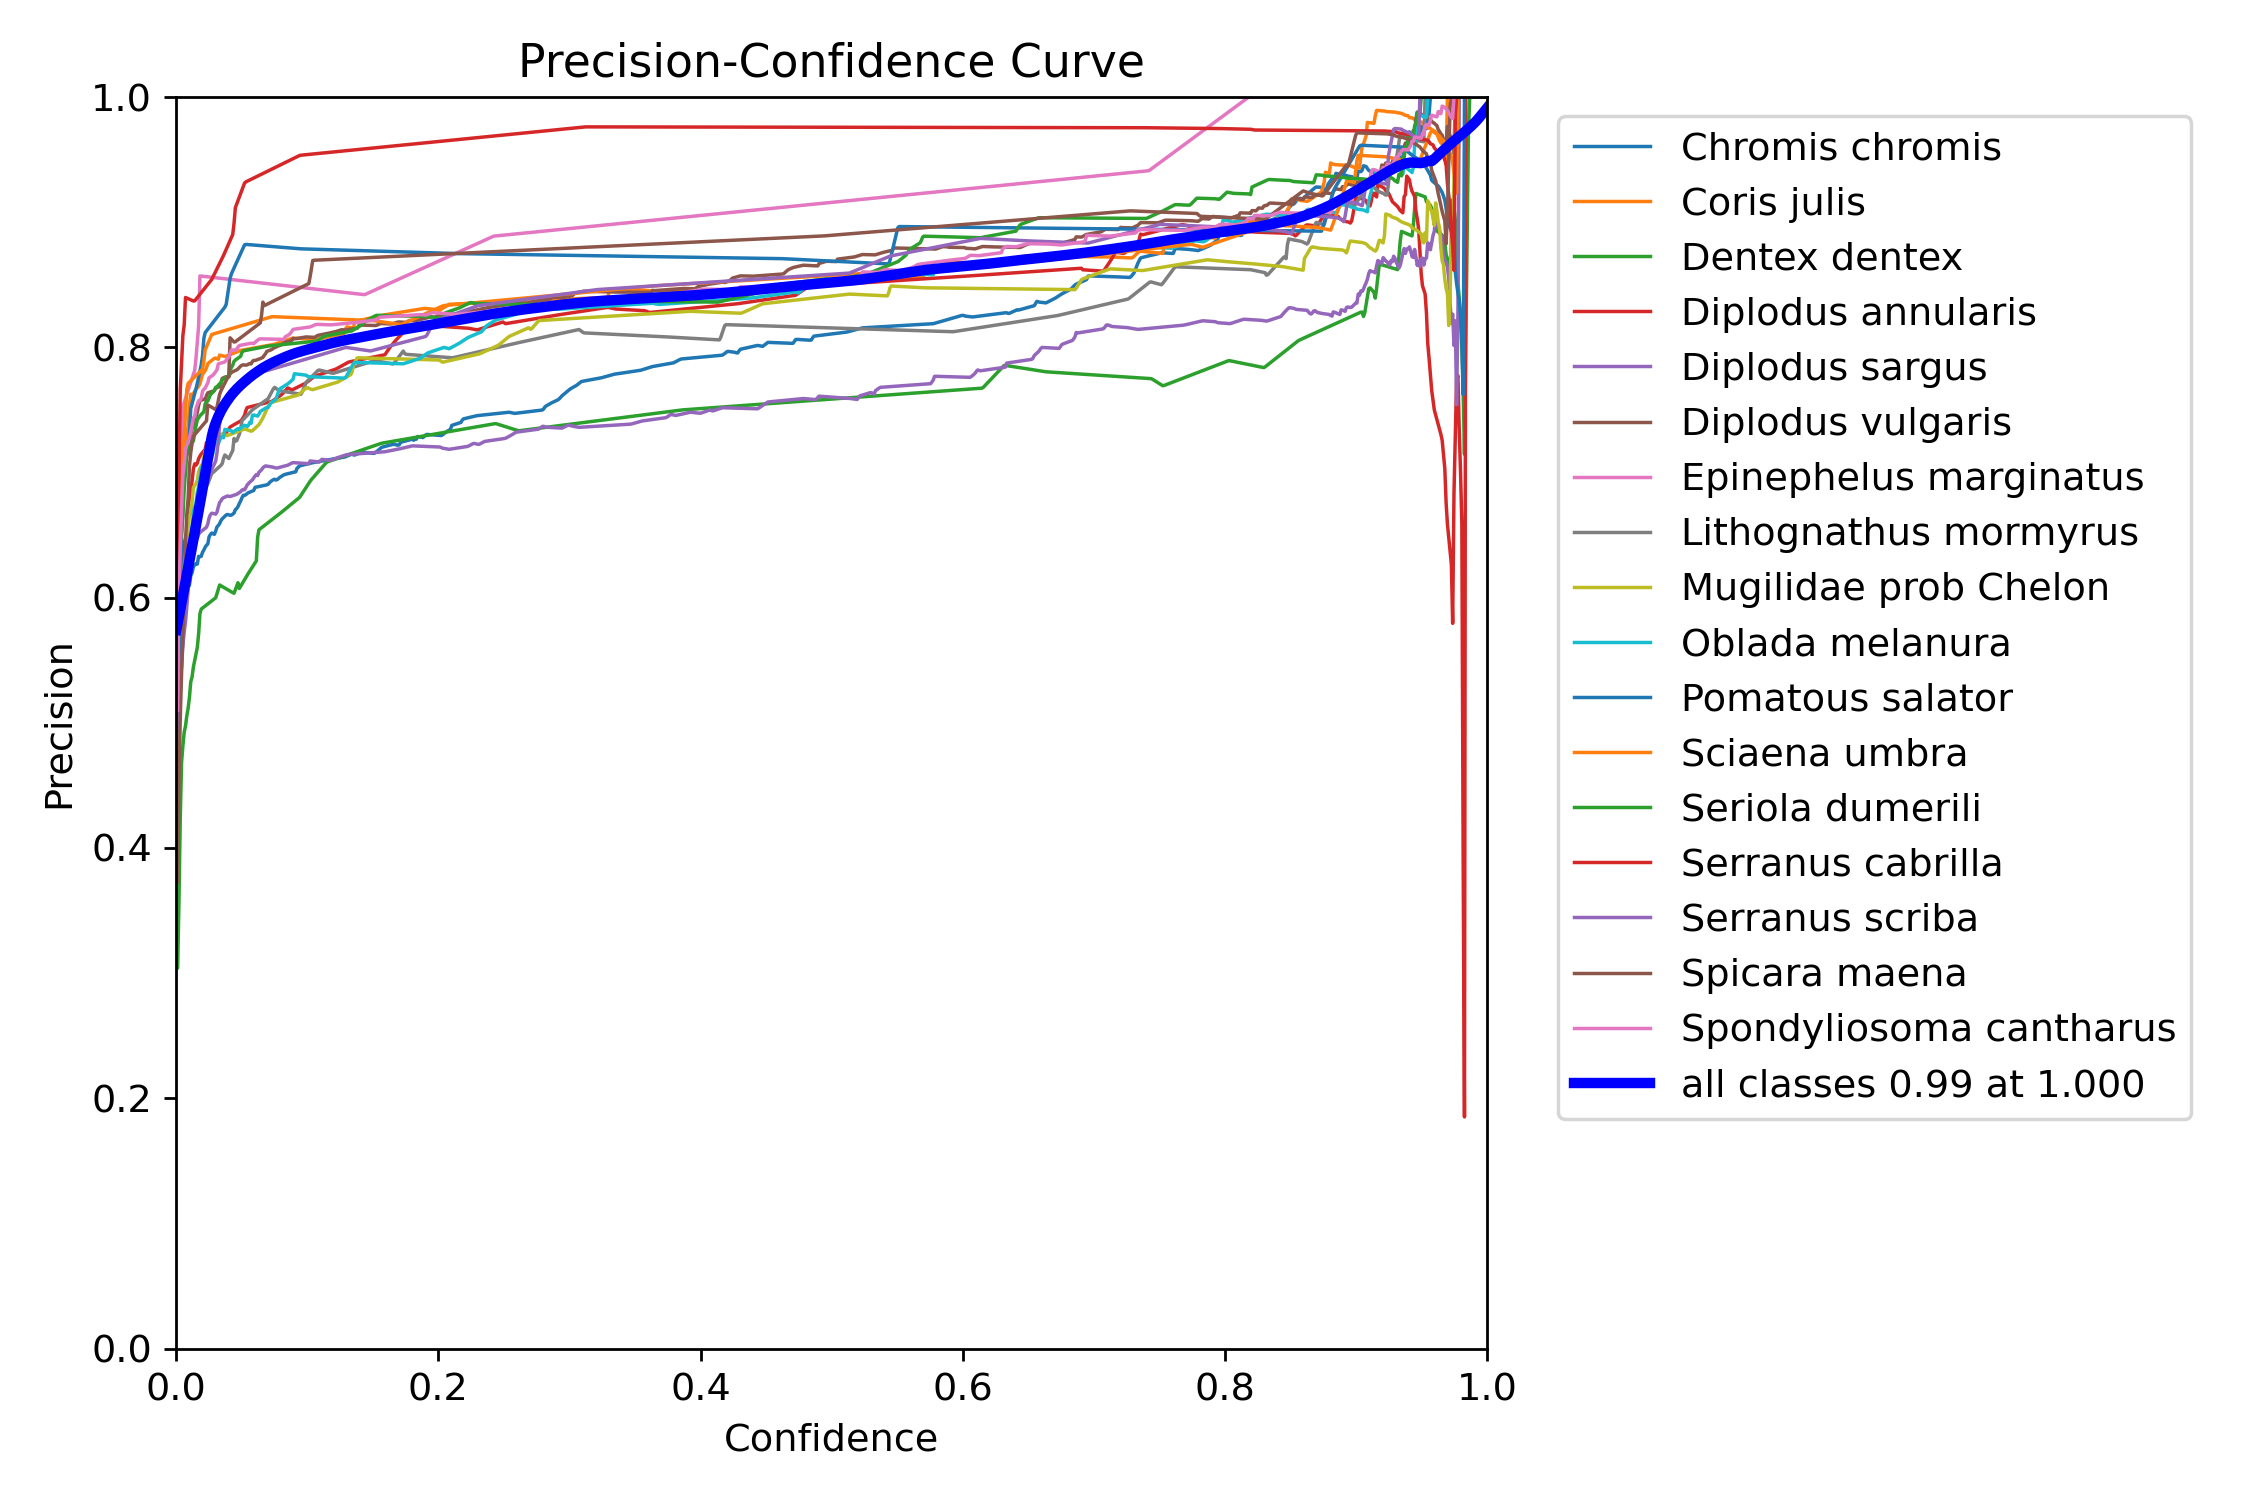 Precision-Confidence Curve
1.0
0.8
0.6
0.4
0.2
0.0
Precision
0.0 0.2 0.4 0.6 0.8 1.0
Confidence
Chromis chromis
Coris julis
Dentex dentex
Diplodus annularis
Diplodus sargus
Diplodus vulgaris
Epinephelus marginatus
Lithognathus mormyrus
Mugilidae prob Chelon
Oblada melanura
Pomatous salator
Sciaena umbra
Seriola dumerili
Serranus cabrilla
Serranus scriba
Spicara maena
Spondyliosoma cantharus
all classes 0.99 at 1.000